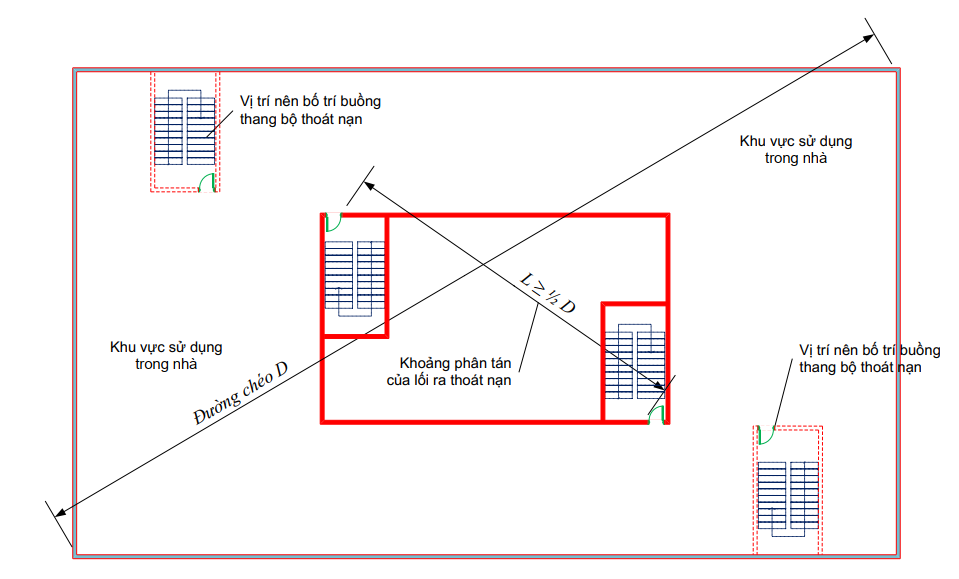 Vị trí nên bố trí buồng
thang bộ thoát nạn
Khu vực sử dụng
trong nhà
L ≥ ½ D
Khu vực sử dụng
trong nhà
Đường chéo D
Khoảng phân tán
của lối ra thoát nạn
Vị trí nên bố trí buồng
thang bộ thoát nạn